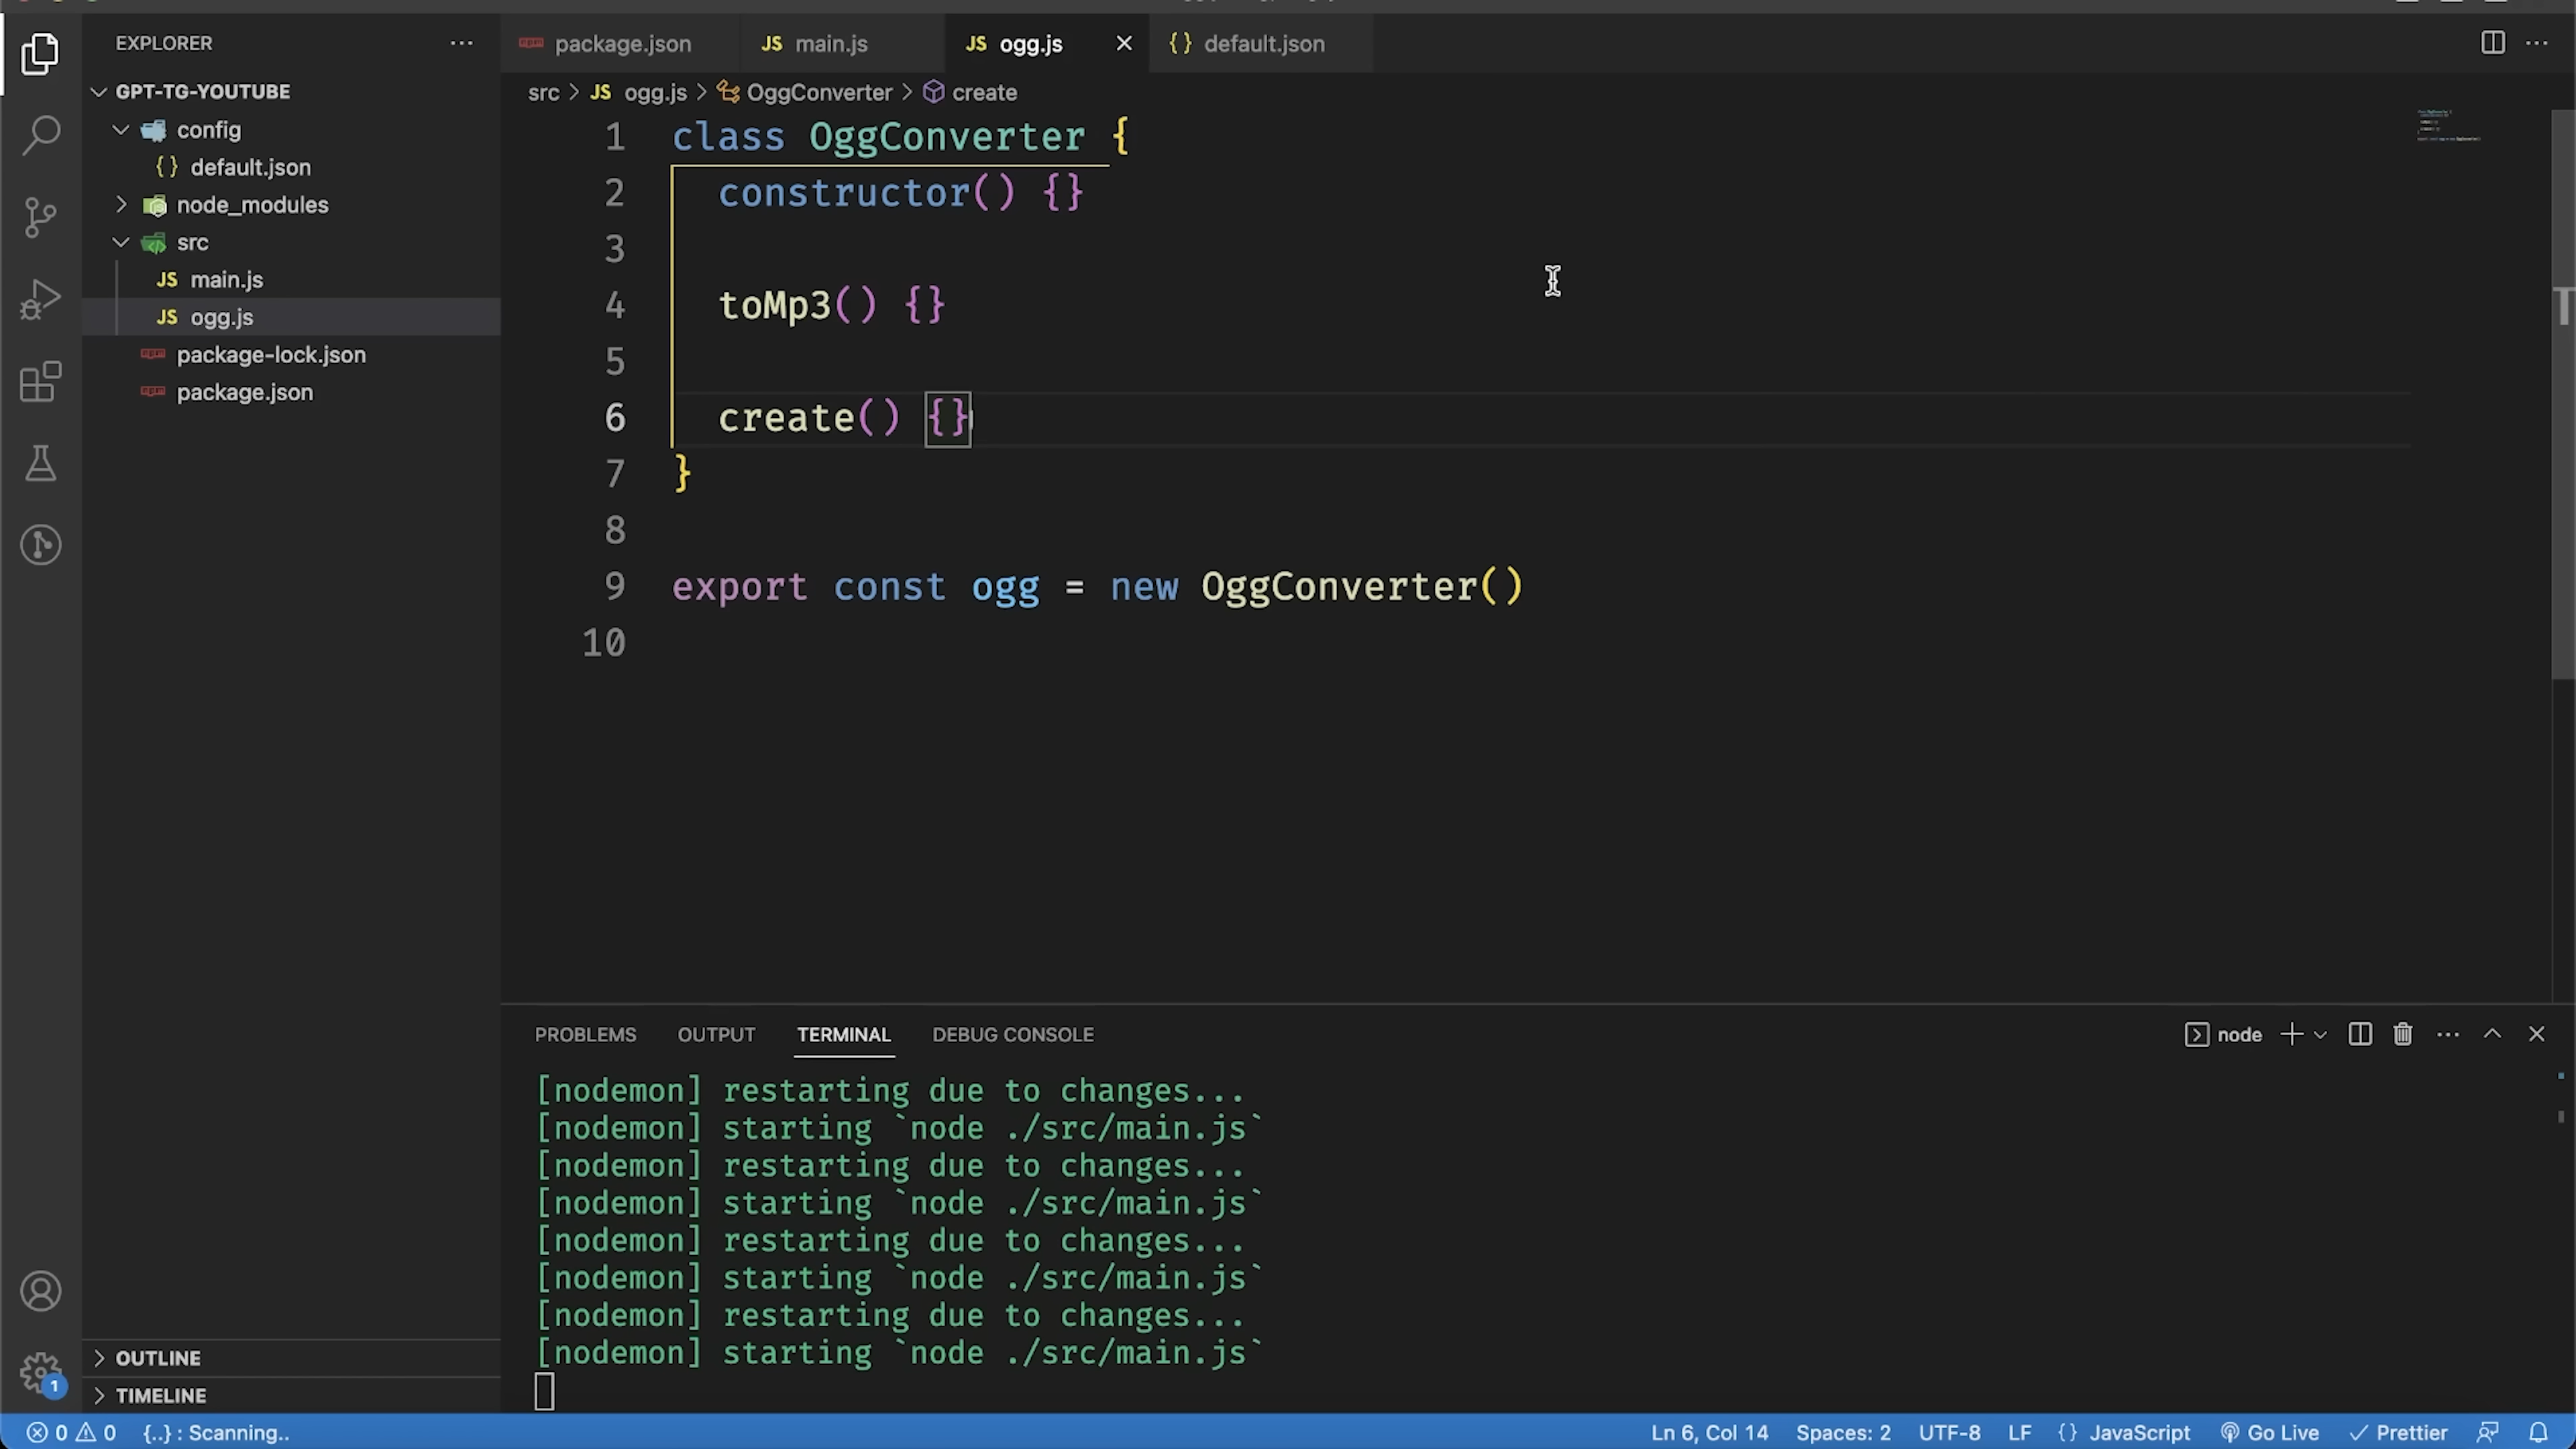 EXPLORER
GPT-TG-YOUTUBE
config
{} default.json
node_modules
src
JS main.js
JS ogg.js
package-lock.json
package.json
OUTLINE
TIMELINE
package.json JS main.js JS ogg.js {} default.json
src > JS ogg.js > OggConverter > create
1 class OggConverter {
2 constructor() {}
3
4 toMp3() {}
5
6 create() {}
7 }
8
9 export const ogg = new OggConverter()
10
PROBLEMS OUTPUT TERMINAL DEBUG CONSOLE node
[nodemon] restarting due to changes...
[nodemon] starting `node ./src/main.js`
[nodemon] restarting due to changes...
[nodemon] starting `node ./src/main.js`
[nodemon] restarting due to changes...
[nodemon] starting `node ./src/main.js`
[nodemon] restarting due to changes...
[nodemon] starting `node ./src/main.js`
1
0 0 {..} : Scanning.. Ln 6, Col 14 Spaces: 2 UTF-8 LF {} JavaScript Go Live Prettier